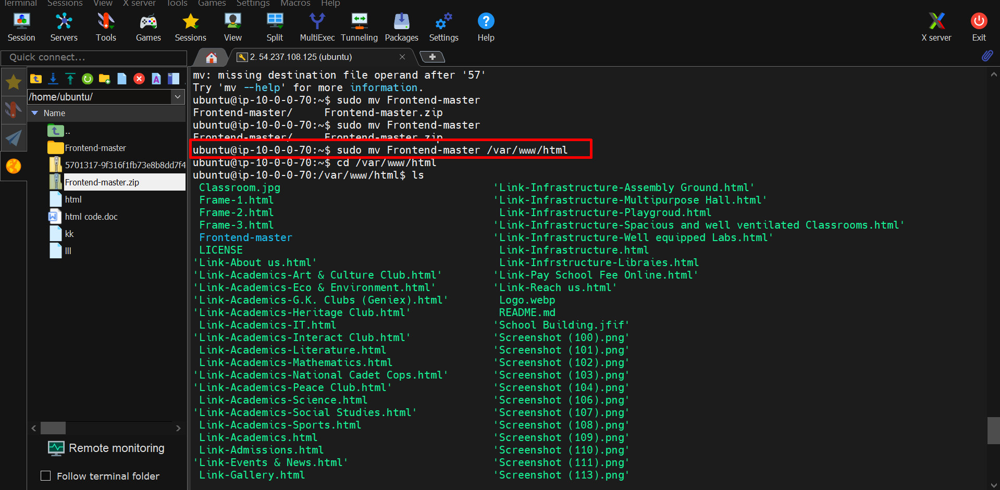 Terminal Sessions View X server Tools Games Settings Macros Help
Session Servers Tools Games Sessions View Split MultiExec Tunneling Packages Settings Help X server Exit
Quick connect...
2. 54.237.108.125 (ubuntu)
/home/ubuntu/
Name
..
Frontend-master
5701317-9f316f1fb73e8b8dd7f4
Frontend-master.zip
html
html code.doc
kk
lll
Remote monitoring
Follow terminal folder
mv: missing destination file operand after '57'
Try 'mv --help' for more information.
ubuntu@ip-10-0-0-70:~$ sudo mv Frontend-master
Frontend-master/     Frontend-master.zip
ubuntu@ip-10-0-0-70:~$ sudo mv Frontend-master
Frontend-master/     Frontend-master.zip
ubuntu@ip-10-0-0-70:~$ sudo mv Frontend-master /var/www/html
ubuntu@ip-10-0-0-70:~$ cd /var/www/html
ubuntu@ip-10-0-0-70:/var/www/html$ ls
Classroom.jpg 'Link-Infrastructure-Assembly Ground.html'
Frame-1.html 'Link-Infrastructure-Multipurpose Hall.html'
Frame-2.html Link-Infrastructure-Playgroud.html
Frame-3.html 'Link-Infrastructure-Spacious and well ventilated Classrooms.html'
Frontend-master 'Link-Infrastructure-Well equipped Labs.html'
LICENSE Link-Infrastructure.html
'Link-About us.html' Link-Infrstructure-Libraies.html
'Link-Academics-Art & Culture Club.html' 'Link-Pay School Fee Online.html'
'Link-Academics-Eco & Environment.html' 'Link-Reach us.html'
'Link-Academics-G.K. Clubs (Geniex).html' Logo.webp
'Link-Academics-Heritage Club.html' README.md
Link-Academics-IT.html 'School Building.jfif'
'Link-Academics-Interact Club.html' 'Screenshot (100).png'
Link-Academics-Literature.html 'Screenshot (101).png'
Link-Academics-Mathematics.html 'Screenshot (102).png'
'Link-Academics-National Cadet Cops.html' 'Screenshot (103).png'
'Link-Academics-Peace Club.html' 'Screenshot (104).png'
Link-Academics-Science.html 'Screenshot (106).png'
'Link-Academics-Social Studies.html' 'Screenshot (107).png'
Link-Academics-Sports.html 'Screenshot (108).png'
Link-Academics.html 'Screenshot (109).png'
Link-Admissions.html 'Screenshot (110).png'
'Link-Events & News.html' 'Screenshot (111).png'
Link-Gallery.html 'Screenshot (113).png'